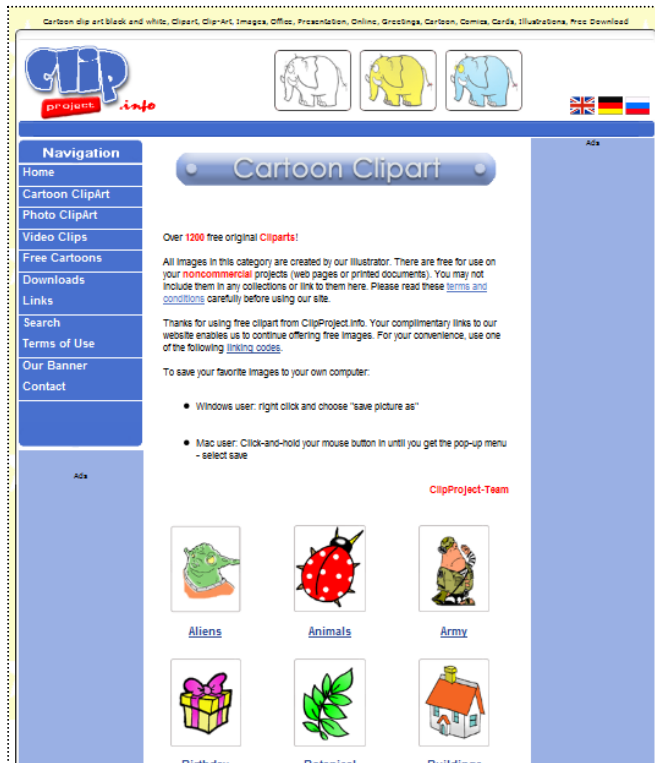 Cartoon clip art black and white, Clipart, Clip-Art, Images, Office, Presentation, Online, Greetings, Cartoon, Comics, Cards, Illustrations, Free Download
Clip
project .info
Navigation
Home
Cartoon ClipArt
Photo ClipArt
Video Clips
Free Cartoons
Downloads
Links
Search
Terms of Use
Our Banner
Contact
Ads
Cartoon Clipart
Over 1200 free original Cliparts!
All images in this category are created by our illustrator. There are free for use on
your noncommercial projects (web pages or printed documents). You may not
include them in any collections or link to them here. Please read these terms and
conditions carefully before using our site.
Thanks for using free clipart from ClipProject.info. Your complimentary links to our
website enables us to continue offering free images. For your convenience, use one
of the following linking codes.
To save your favorite images to your own computer:
Windows user: right click and choose "save picture as"
Mac user: Click-and-hold your mouse button in until you get the pop-up menu
- select save
ClipProject-Team
Aliens Animals Army
Birthday Botanical Buildings
Ads